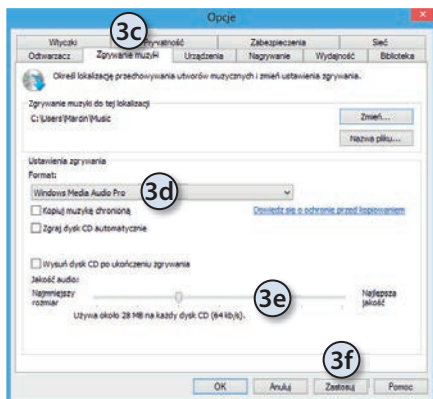 Opcje
3c
Wtyczki Prywatność Zabezpieczenia Sieć
Odtwarzacz Zgrywanie muzyki Urządzenia Nagrywanie Wydajność Biblioteka
Określ lokalizację przechowywania utworów muzycznych i zmień ustawienia zgrywania.
Zgrywanie muzyki do tej lokalizacji
C:\Users\Marcin\Music
Zmień...
Nazwa pliku...
Ustawienia zgrywania
Format:
3d
Windows Media Audio Pro
Kopiuj muzykę chronioną
Dowiedz się o ochronie przed kopiowaniem
Zgraj dysk CD automatycznie
Wysuń dysk CD po ukończeniu zgrywania
Jakość audio:
Najmniejszy rozmiar
3e
Najlepsza jakość
Używa około 28 MB na każdy dysk CD (64 kb/s).
3f
OK Anuluj Zastosuj Pomoc